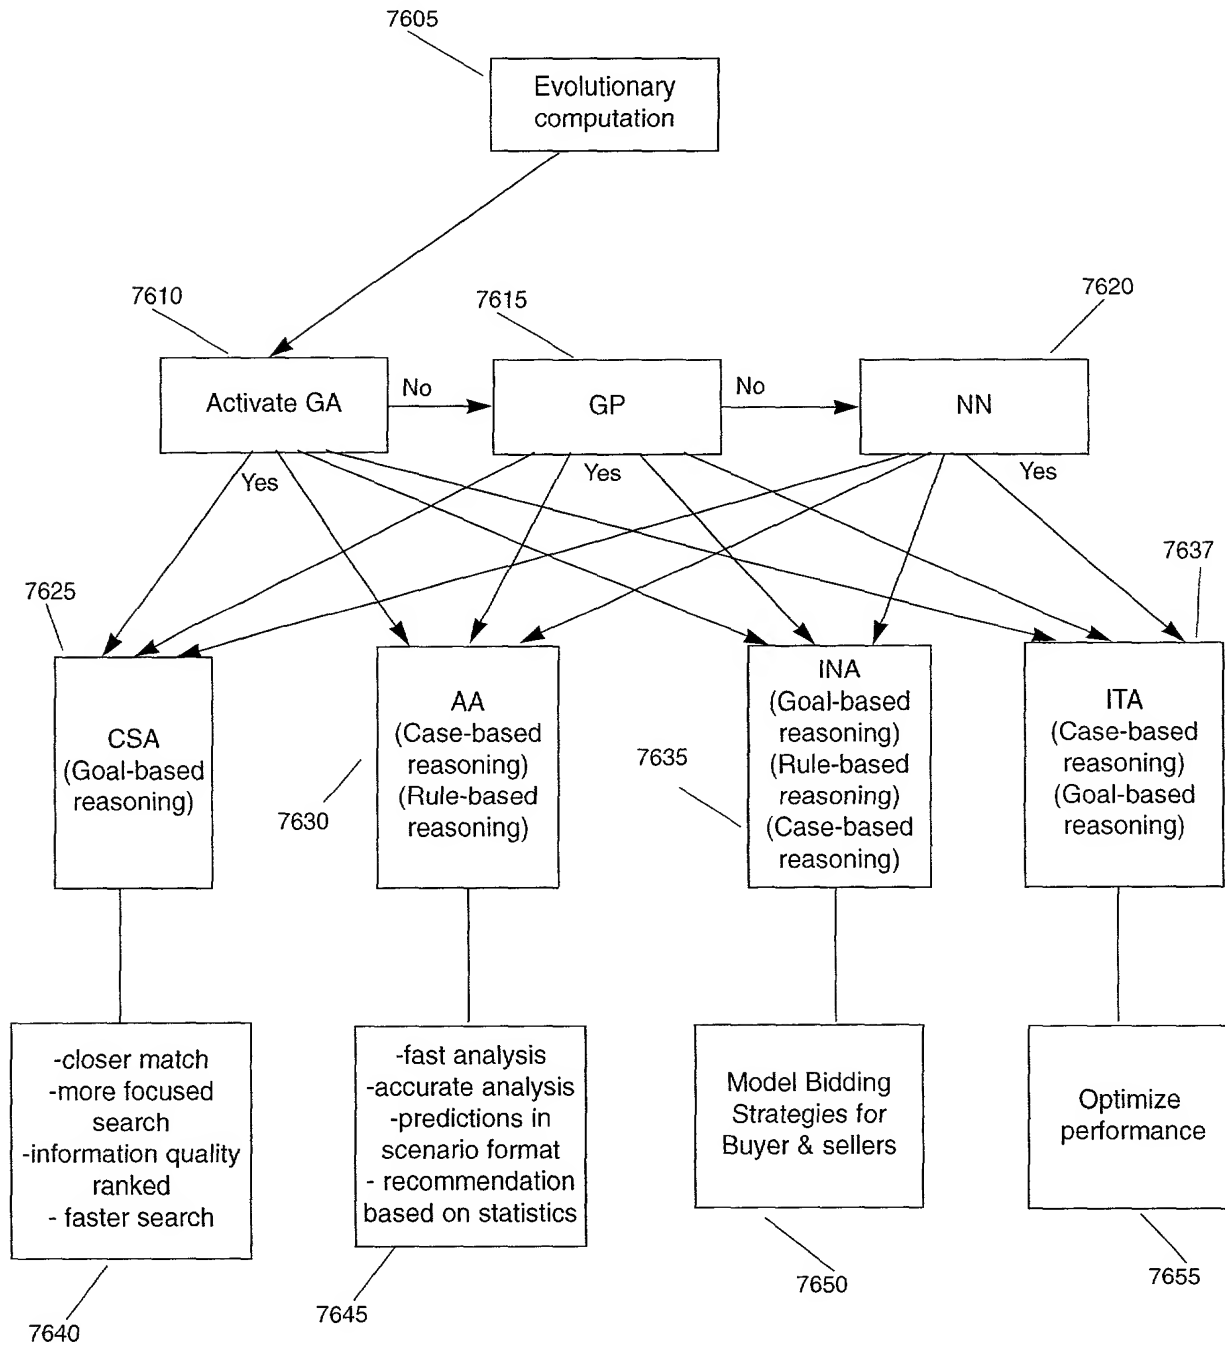 7605
Evolutionary
computation
7610
7615
7620
Activate GA
No
GP
No
NN
Yes
Yes
Yes
7625
7637
CSA
(Goal-based
reasoning)
AA
(Case-based
reasoning)
(Rule-based
reasoning)
7630
INA
(Goal-based
reasoning)
(Rule-based
reasoning)
(Case-based
reasoning)
7635
ITA
(Case-based
reasoning)
(Goal-based
reasoning)
-closer match
-more focused
search
-information quality
ranked
- faster search
-fast analysis
-accurate analysis
-predictions in
scenario format
- recommendation
based on statistics
Model Bidding
Strategies for
Buyer & sellers
Optimize
performance
7640
7645
7650
7655